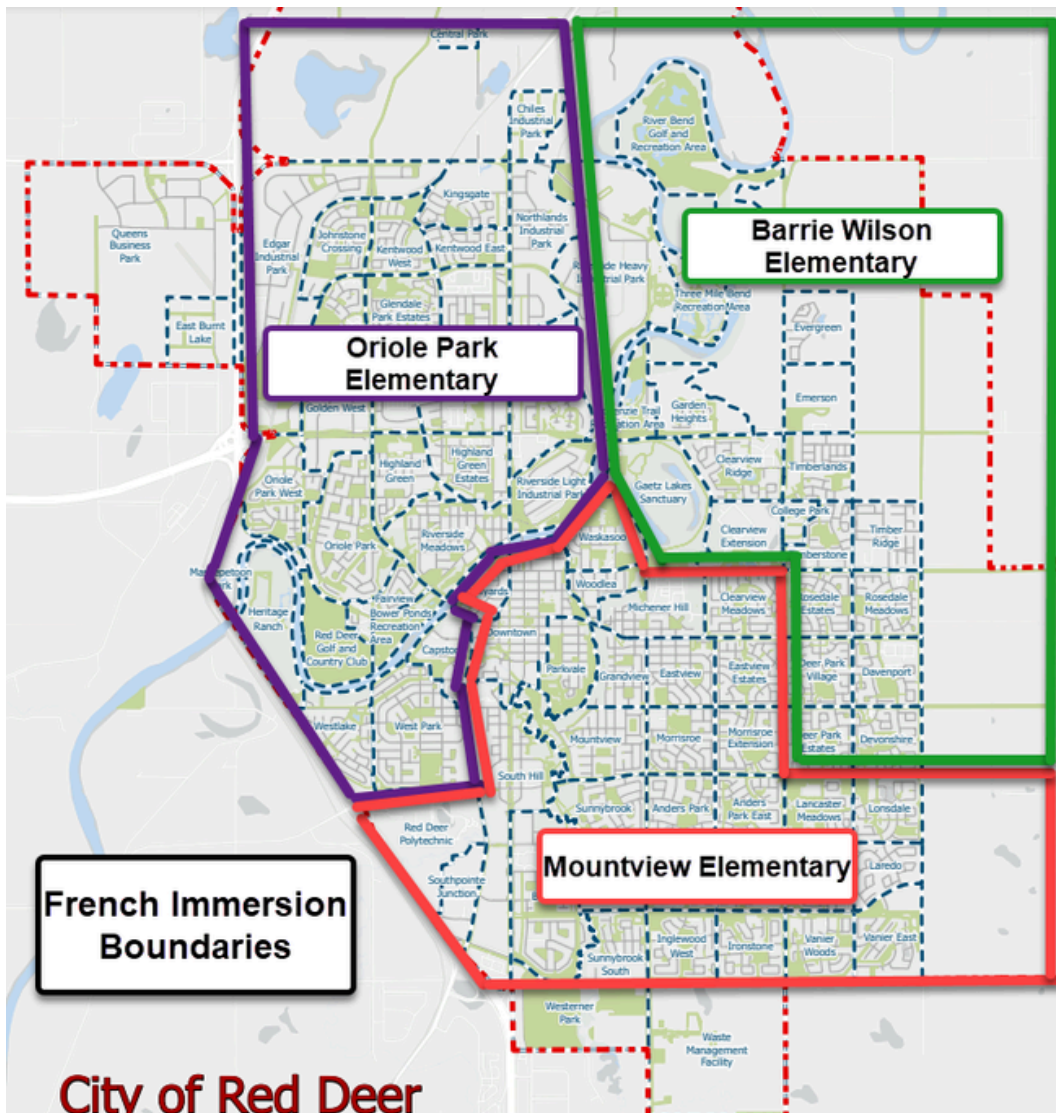 Central Park
Chiles
Industrial
Park
River Bend
Golf and
Recreation Area
Kingsgate
Queens
Business
Park
Edgar
Industrial
Park
Johnstone
Crossing
Kentwood
West
Kentwood East
Northlands
Industrial
Park
Barrie Wilson
Elementary
Industrial Park
Three Mile Bend
Recreation Area
Glendale
Park Estates
East Burnt
Lake
Evergreen
Oriole Park
Elementary
Emerson
Golden West
Garden
Heights
Trail
Area
Highland
Green
Highland
Green
Estates
Clearview
Ridge
Timberlands
Oriole
Park West
Riverside Light
Industrial Park
Gaetz Lakes
Sanctuary
College Park
Clearview
Extension
Timber
Ridge
Oriole Park
Riverside
Meadows
Waskasoo
Woodlea
Heritage
Ranch
Fairview
Bower Ponds
Recreation
Area
Red Deer
Golf and
Country Club
Michener Hill
Clearview
Meadows
Rosedale
Estates
Rosedale
Meadows
Downtown
Parkvale
Grandview
Eastview
Eastview
Estates
Deer Park
Village
Davenport
Westlake
West Park
Mountview
Morrisroe
Morrisroe
Extension
Deer Park
Estates
Devonshire
South Hill
Sunnybrook
Anders Park
Anders
Park East
Lancaster
Meadows
Lonsdale
Red Deer
Polytechnic
Mountview Elementary
Laredo
Southpointe
Junction
French Immersion
Boundaries
Sunnybrook
South
Inglewood
West
Ironstone
Vanier
Woods
Vanier East
Westerner
Park
Waste
Management
Facility
City of Red Deer